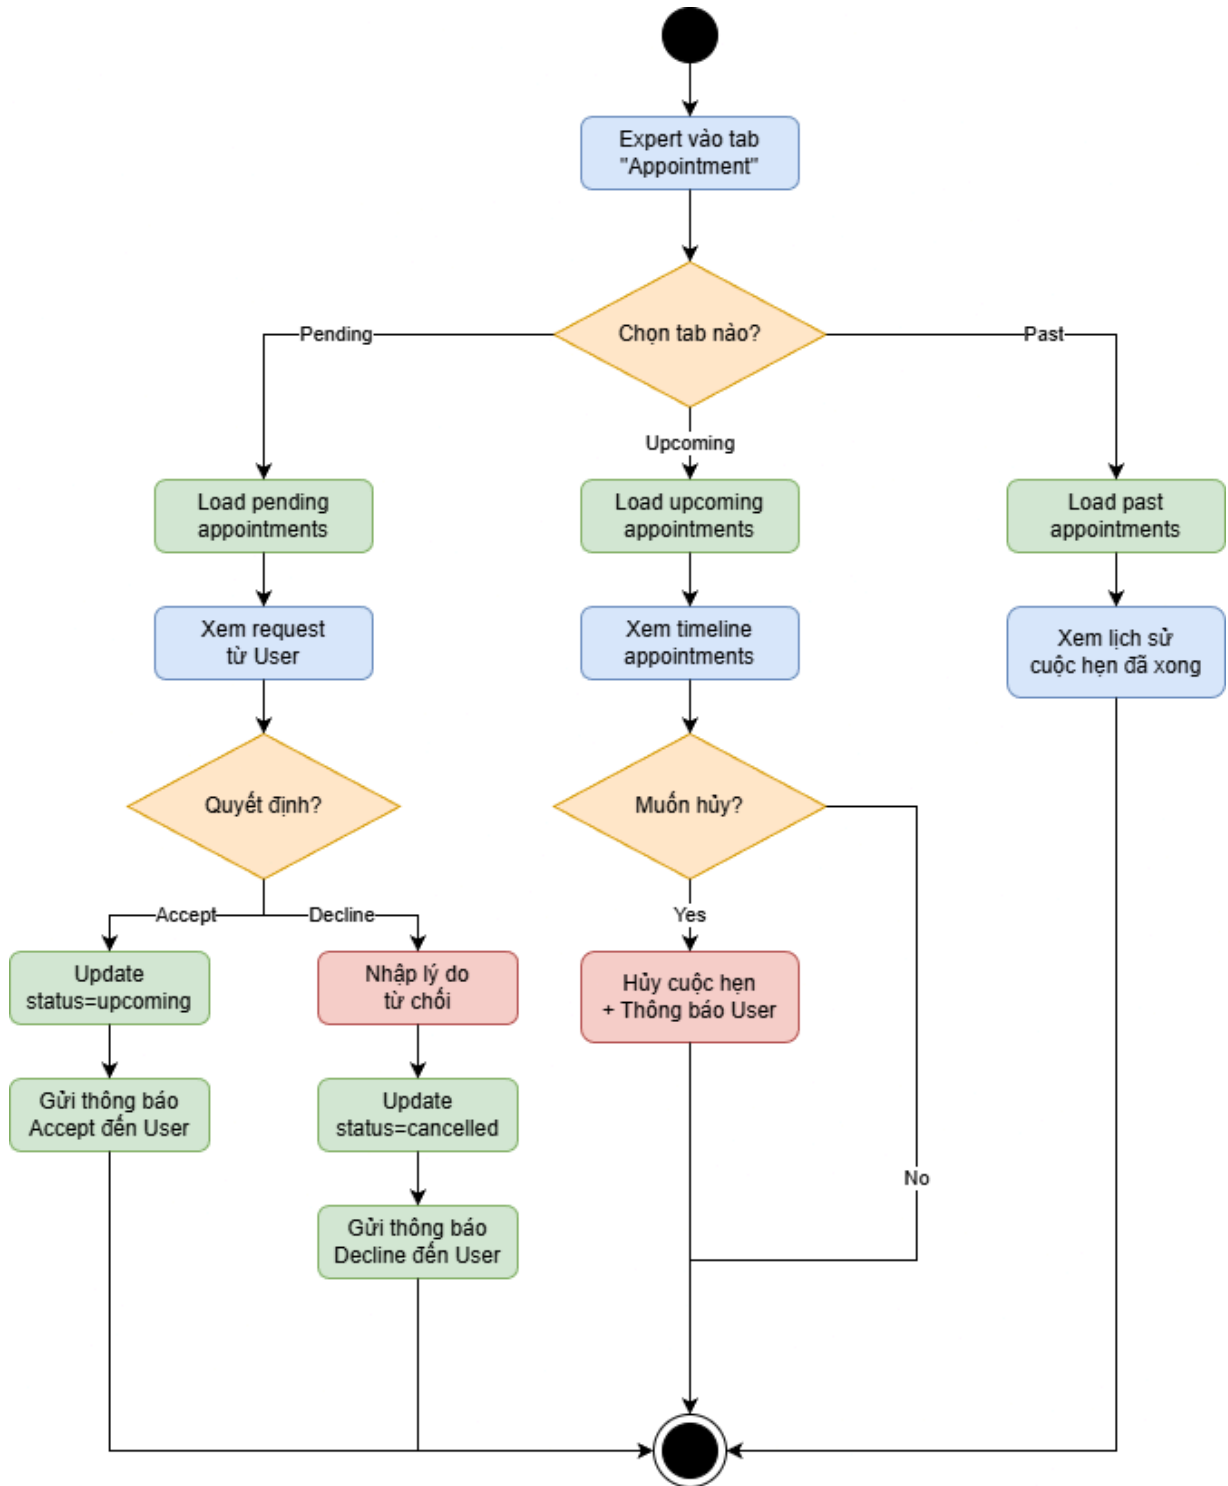 Expert vào tab
"Appointment"
Chọn tab nào?
Pending
Past
Upcoming
Load pending
appointments
Load upcoming
appointments
Load past
appointments
Xem request
từ User
Xem timeline
appointments
Xem lịch sử
cuộc hẹn đã xong
Quyết định?
Muốn hủy?
Accept
Decline
Yes
Update
status=upcoming
Nhập lý do
từ chối
Hủy cuộc hẹn
+ Thông báo User
Gửi thông báo
Accept đến User
Update
status=cancelled
No
Gửi thông báo
Decline đến User